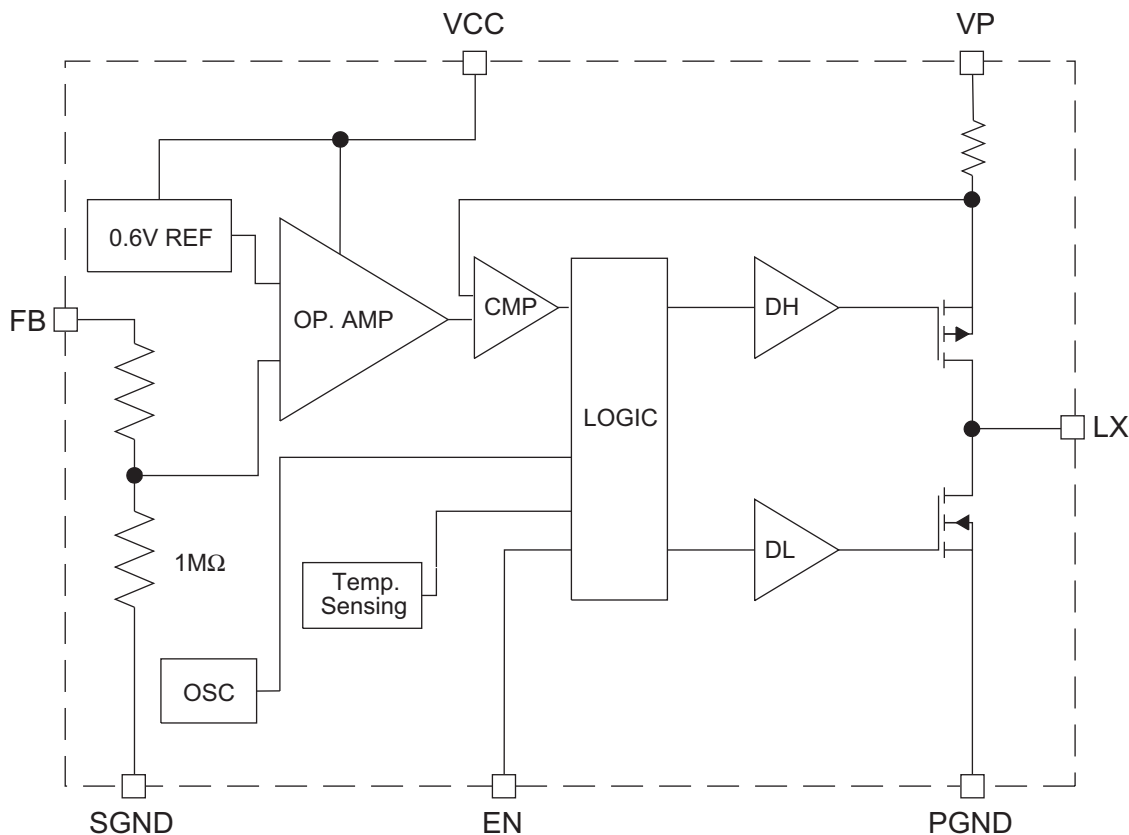 VCC
VP
0.6V REF
FB
OP. AMP
CMP
DH
LOGIC
LX
1MΩ
Temp.
Sensing
DL
OSC
SGND
EN
PGND